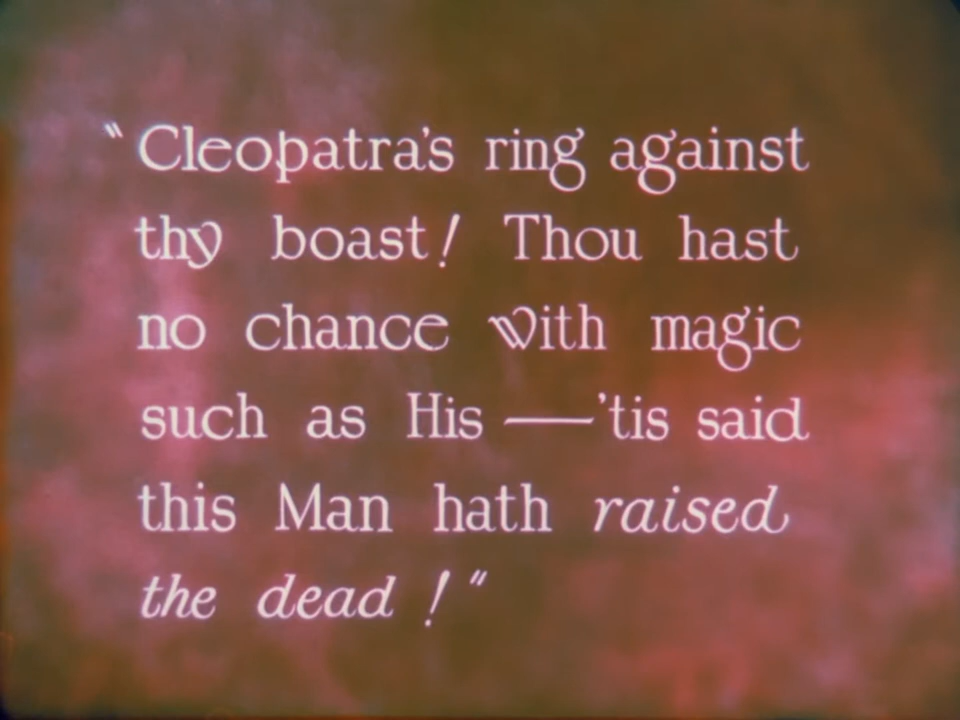 "Cleopatra's ring against
thy boast! Thou hast
no chance with magic
such as His — 'tis said
this Man hath raised
the dead!"